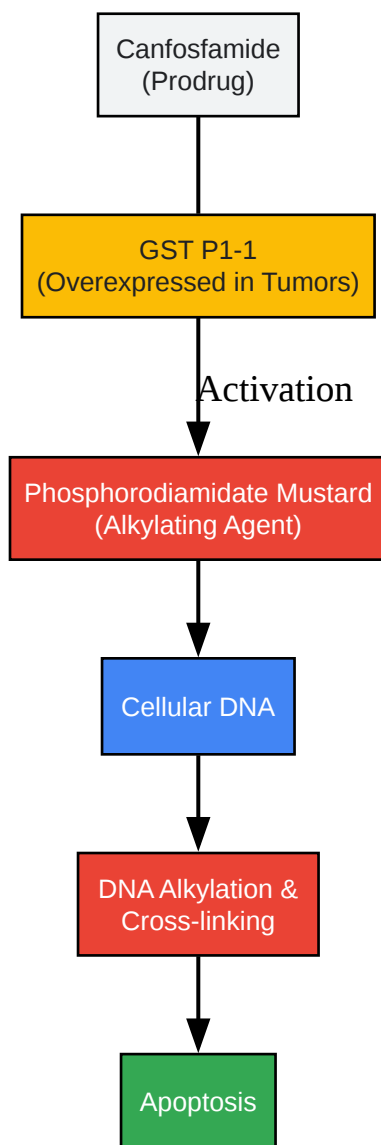 Canfosfamide
(Prodrug)
GST P1-1
(Overexpressed in Tumors)
Activation
Phosphorodiamidate Mustard
(Alkylating Agent)
Cellular DNA
DNA Alkylation &
Cross-linking
Apoptosis